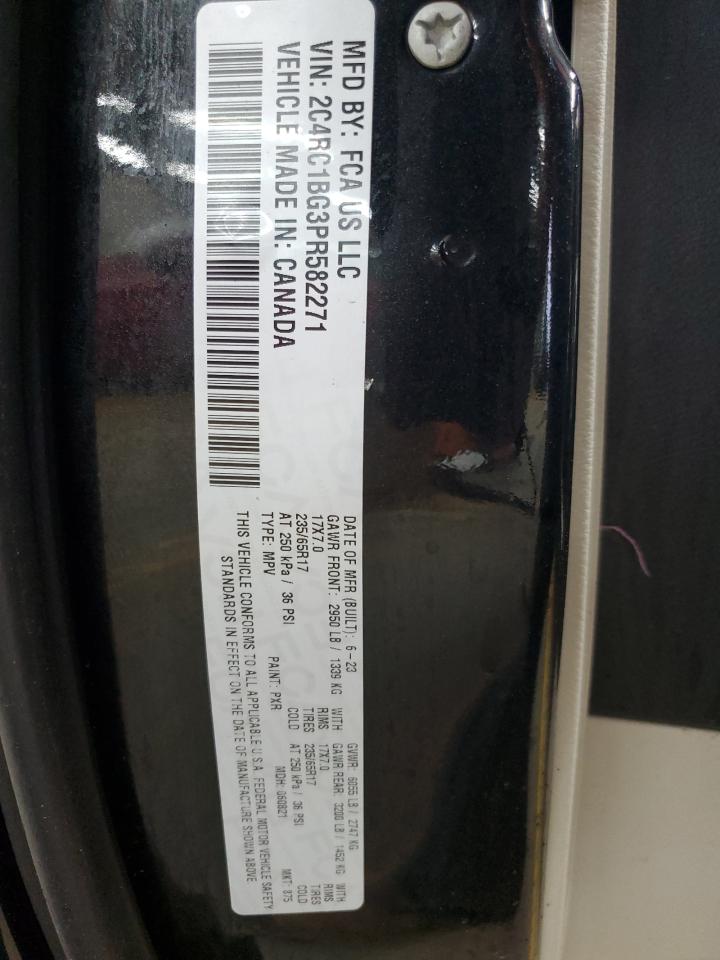 MFD BY: FCA US LLC
VIN: 2C4RC1BG3PR582271
VEHICLE MADE IN: CANADA
DATE OF MFR (BUILT): 6-23 GVWR: 6055 LB / 2747 KG
GAWR FRONT: 2950 LB / 1339 KG WITH GAWR REAR: 3200 LB / 1452 KG WITH
17X7.0 RIMS 17X7.0 RIMS
235/65R17 TIRES 235/65R17 TIRES
AT 250 kPa / 36 PSI COLD AT 250 kPa / 36 PSI COLD
TYPE: MPV PAINT: PXR MDH: 060821 MKT: 875
THIS VEHICLE CONFORMS TO ALL APPLICABLE U.S.A. FEDERAL MOTOR VEHICLE SAFETY
STANDARDS IN EFFECT ON THE DATE OF MANUFACTURE SHOWN ABOVE